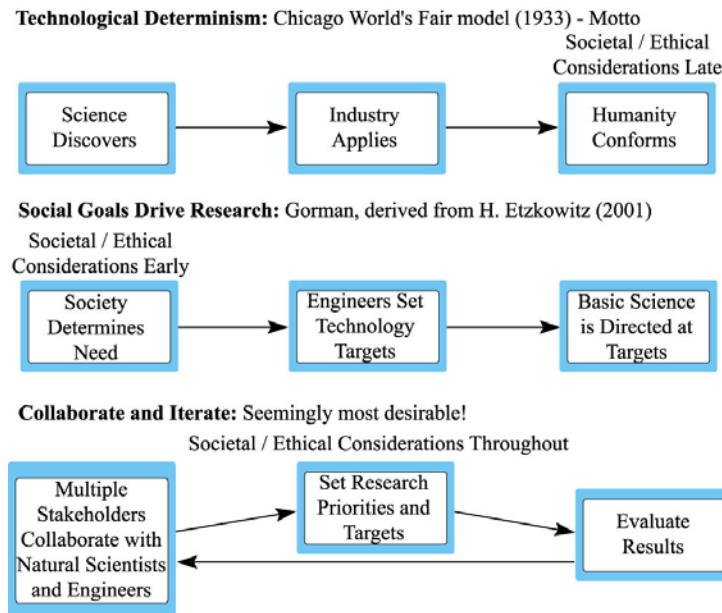 Technological Determinism: Chicago World's Fair model (1933) - Motto
Societal / Ethical
Considerations Late
Science
Discovers
Industry
Applies
Humanity
Conforms
Social Goals Drive Research: Gorman, derived from H. Etzkowitz (2001)
Societal / Ethical
Considerations Early
Society
Determines
Need
Engineers Set
Technology
Targets
Basic Science
is Directed at
Targets
Collaborate and Iterate: Seemingly most desirable!
Societal / Ethical Considerations Throughout
Multiple
Stakeholders
Collaborate with
Natural Scientists
and Engineers
Set Research
Priorities and
Targets
Evaluate
Results